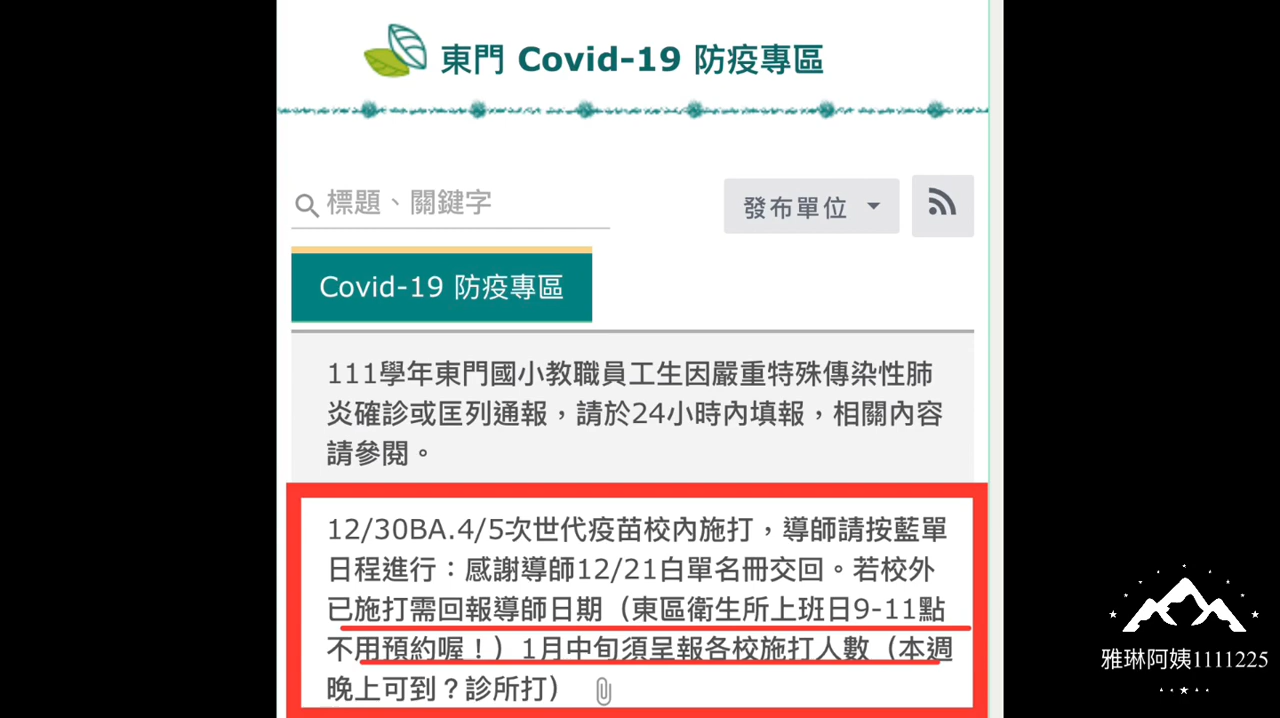 東門 Covid-19 防疫專區
標題、關鍵字
發布單位
Covid-19 防疫專區
111學年東門國小教職員工生因嚴重特殊傳染性肺
炎確診或匡列通報，請於24小時內填報，相關內容
請參閱。
12/30BA.4/5次世代疫苗校內施打，導師請按藍單
日程進行：感謝導師12/21白單名冊交回。若校外
已施打需回報導師日期（東區衛生所上班日9-11點
不用預約喔！）1月中旬須呈報各校施打人數（本週
晚上可到？診所打）
雅琳阿姨1111225